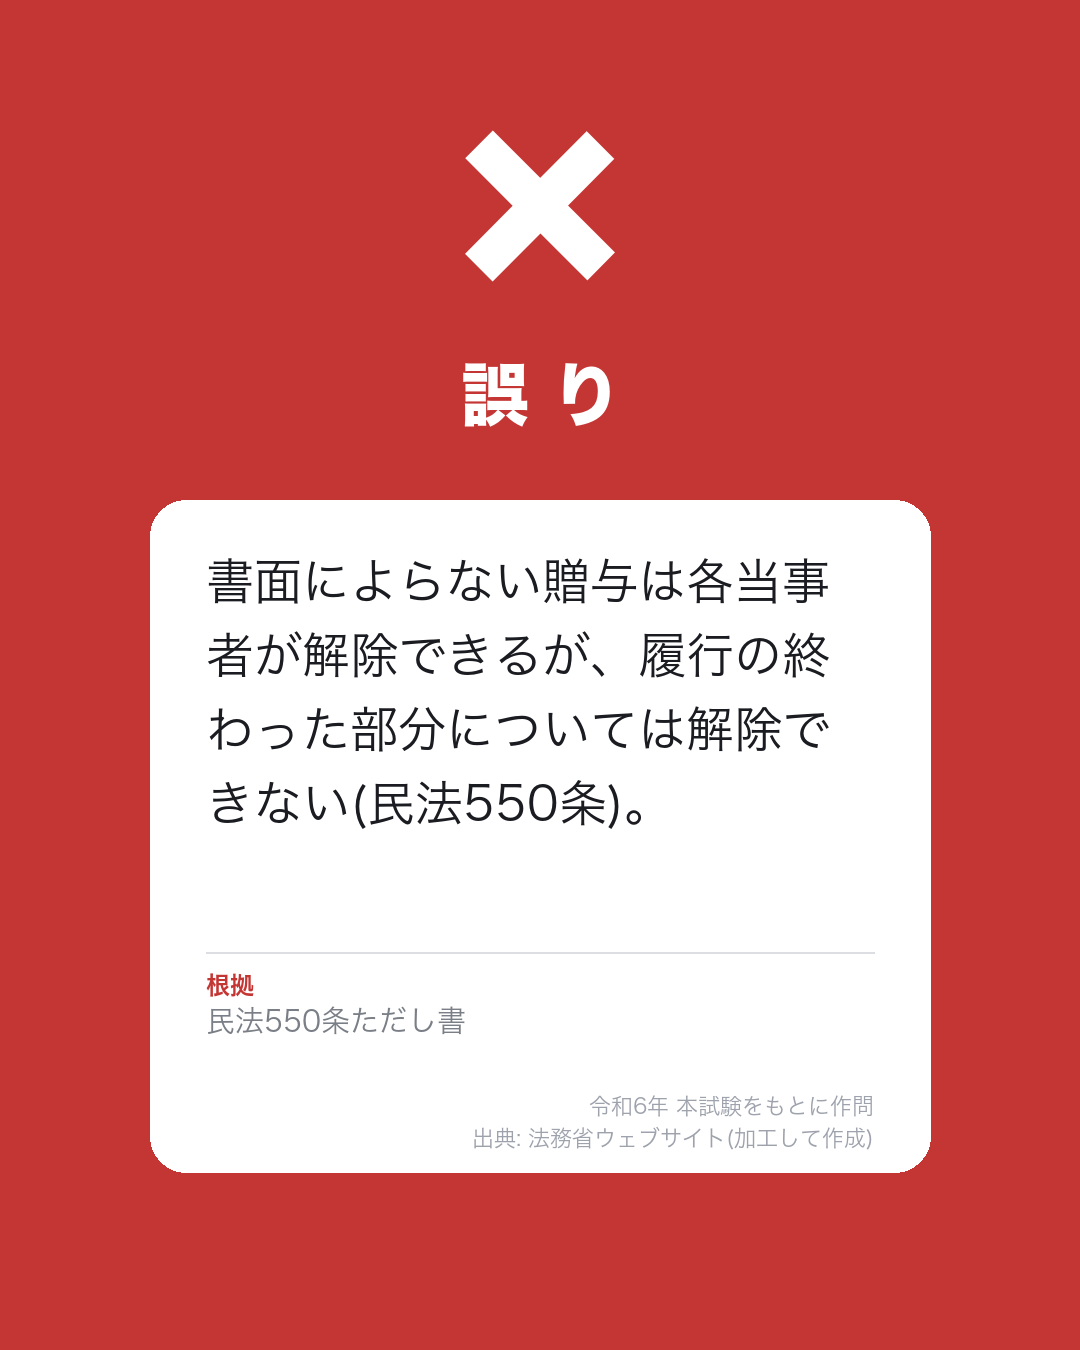 誤り
書面によらない贈与は各当事
者が解除できるが、履行の終
わった部分については解除で
きない(民法550条)。
根拠
民法550条ただし書
令和6年 本試験をもとに作問
出典: 法務省ウェブサイト(加工して作成)